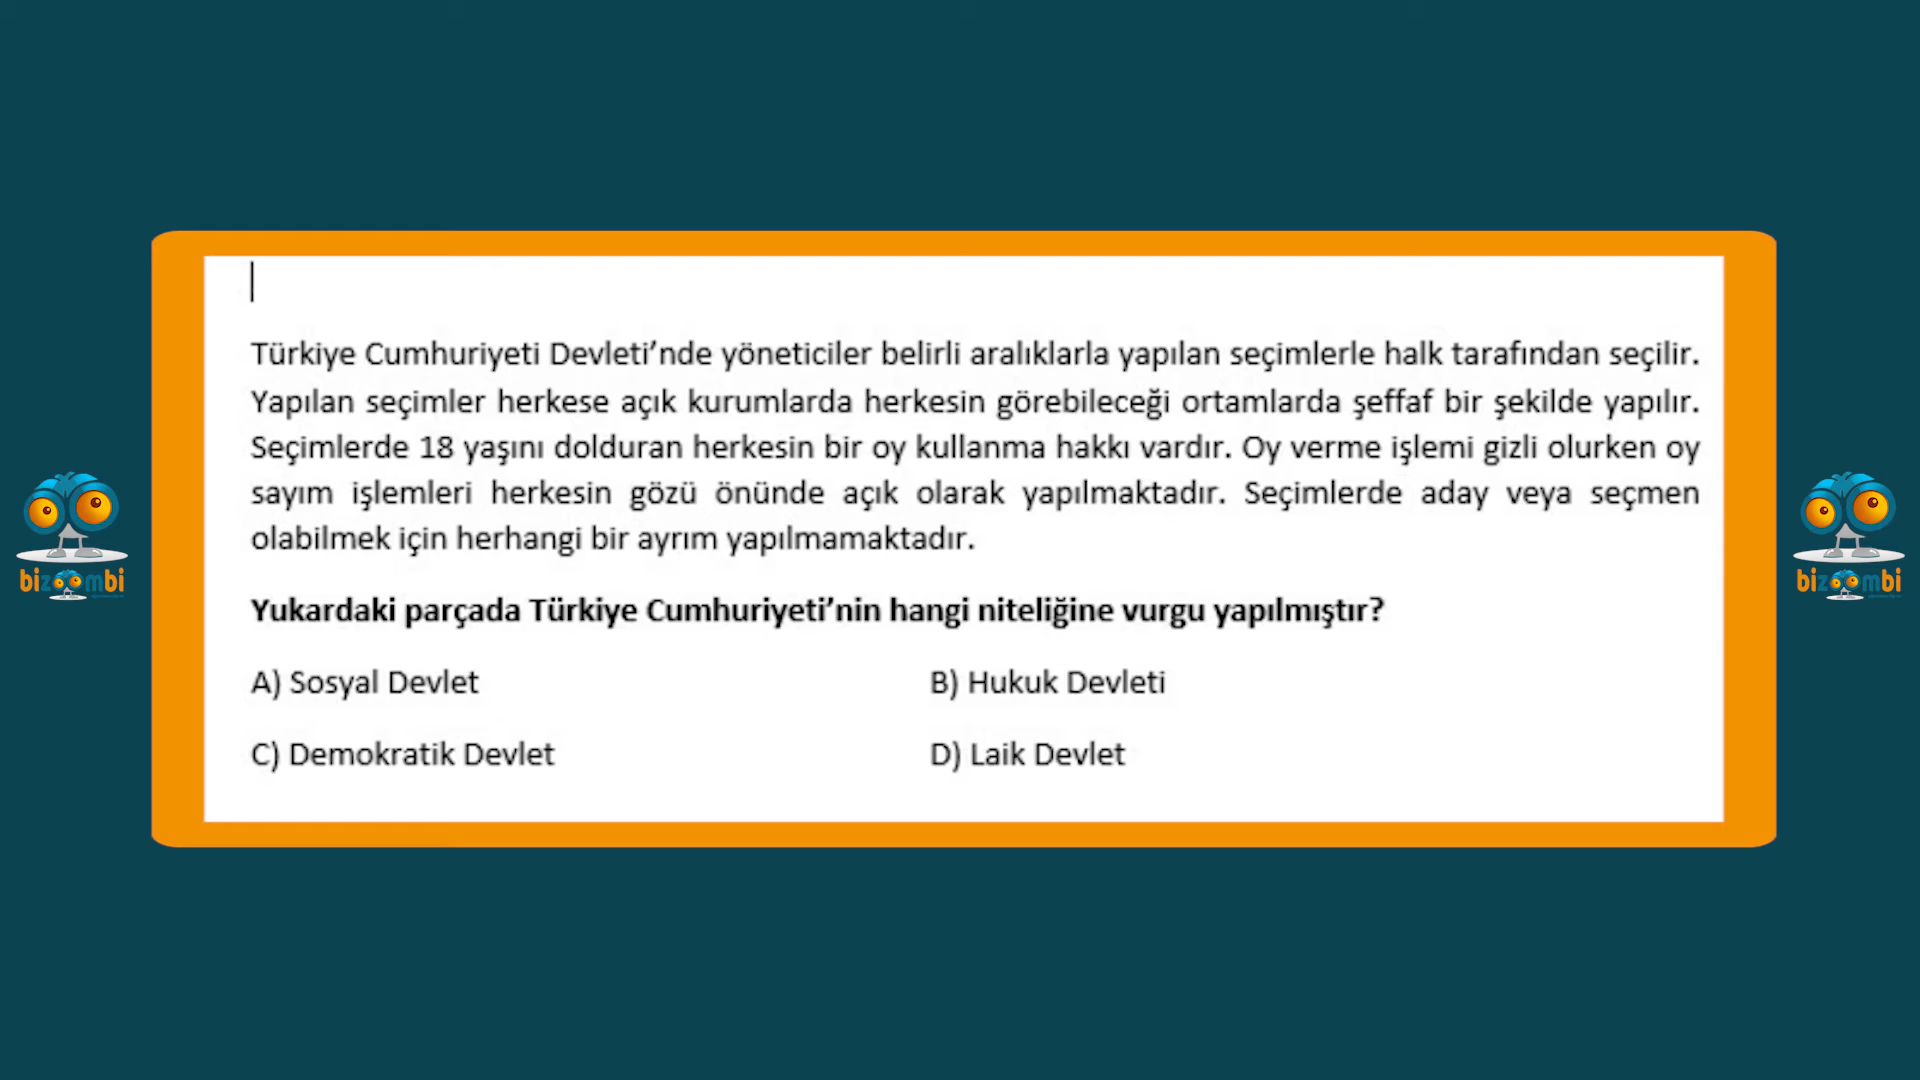 Türkiye Cumhuriyeti Devleti’nde yöneticiler belirli aralıklarla yapılan seçimlerle halk tarafından seçilir.
Yapılan seçimler herkese açık kurumlarda herkesin görebileceği ortamlarda şeffaf bir şekilde yapılır.
Seçimlerde 18 yaşını dolduran herkesin bir oy kullanma hakkı vardır. Oy verme işlemi gizli olurken oy
sayım işlemleri herkesin gözü önünde açık olarak yapılmaktadır. Seçimlerde aday veya seçmen
olabilmek için herhangi bir ayrım yapılmamaktadır.
Yukardaki parçada Türkiye Cumhuriyeti’nin hangi niteliğine vurgu yapılmıştır?
A) Sosyal Devlet B) Hukuk Devleti
C) Demokratik Devlet D) Laik Devlet
bizoombi bizoombi